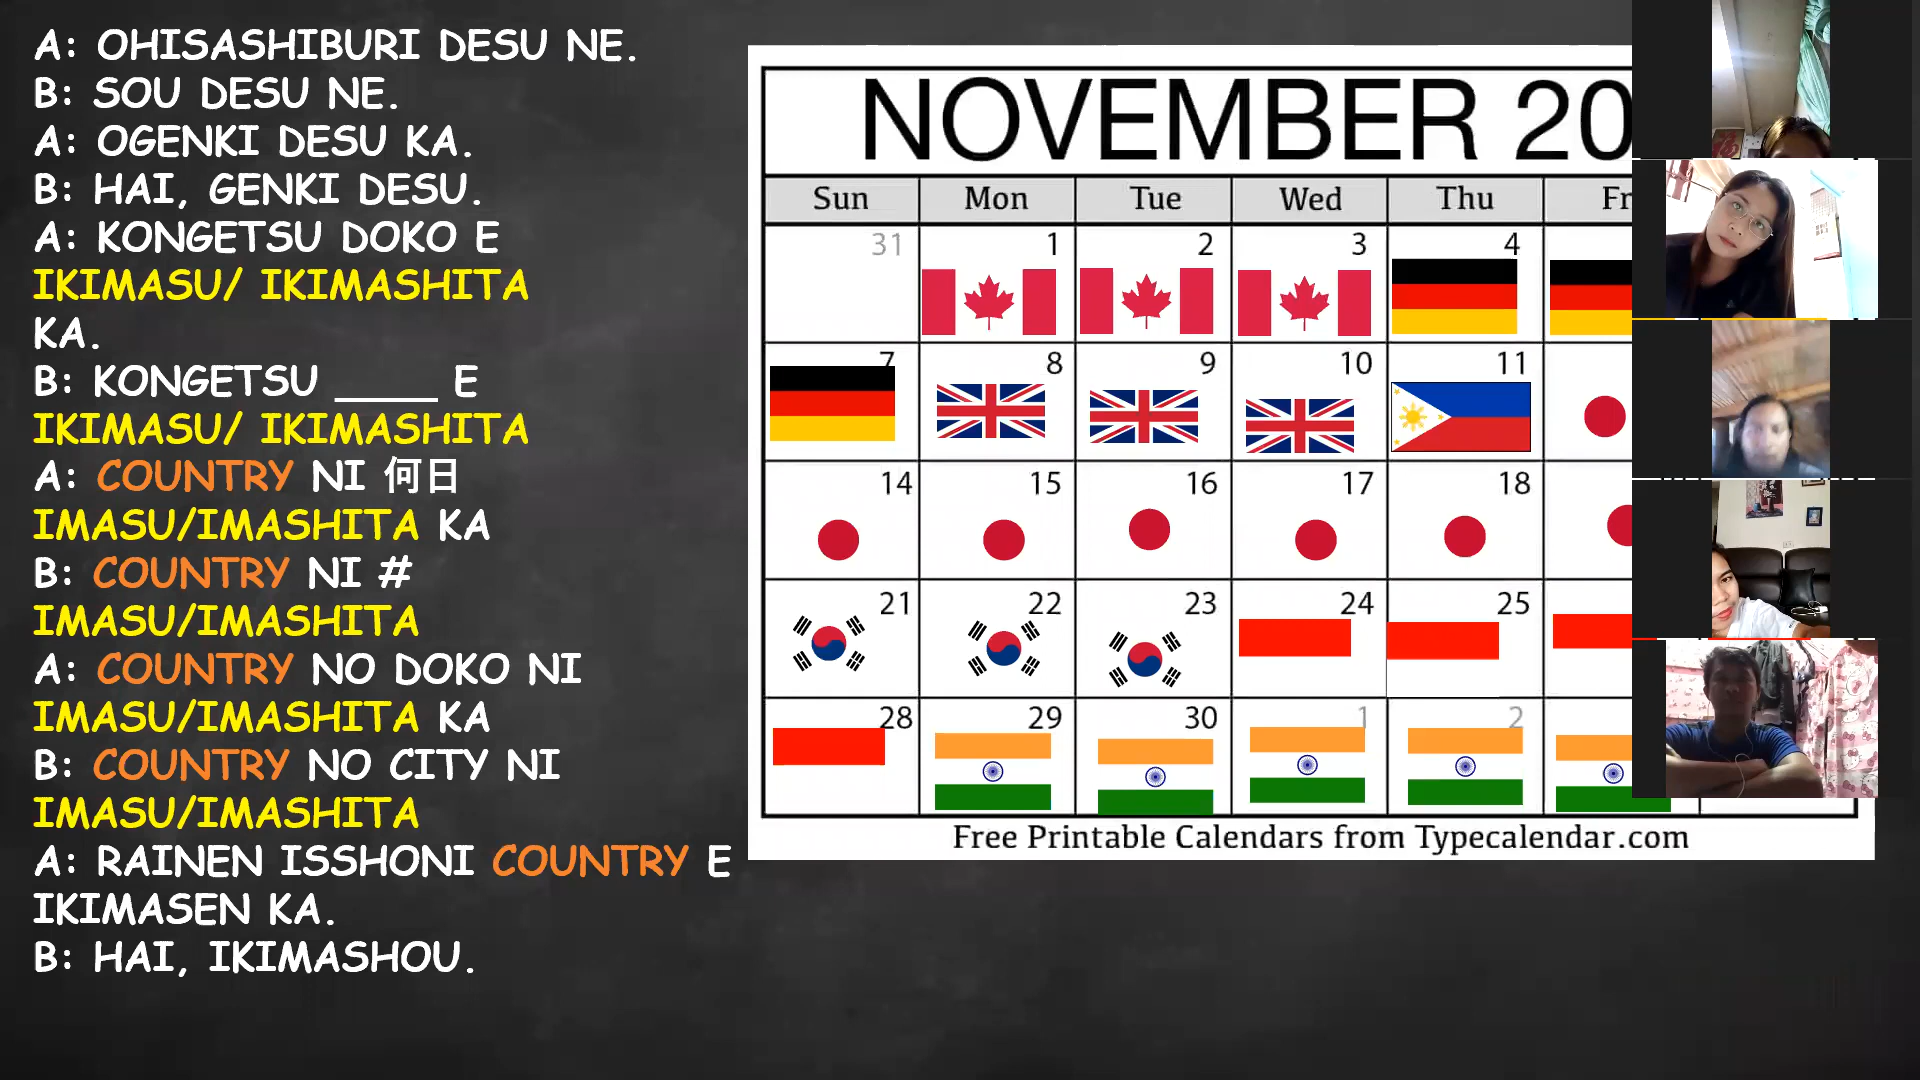 A: OHISASHIBURI DESU NE.
B: SOU DESU NE.
A: OGENKI DESU KA.
B: HAI, GENKI DESU.
A: KONGETSU DOKO E
IKIMASU/ IKIMASHITA
KA.
B: KONGETSU ____ E
IKIMASU/ IKIMASHITA
A: COUNTRY NI 何日
IMASU/IMASHITA KA
B: COUNTRY NI #
IMASU/IMASHITA
A: COUNTRY NO DOKO NI
IMASU/IMASHITA KA
B: COUNTRY NO CITY NI
IMASU/IMASHITA
A: RAINEN ISSHONI COUNTRY E
IKIMASEN KA.
B: HAI, IKIMASHOU.
NOVEMBER 20
Sun Mon Tue Wed Thu Fr
31 1 2 3 4
7 8 9 10 11
14 15 16 17 18
21 22 23 24 25
28 29 30 1 2
Free Printable Calendars from Typecalendar.com